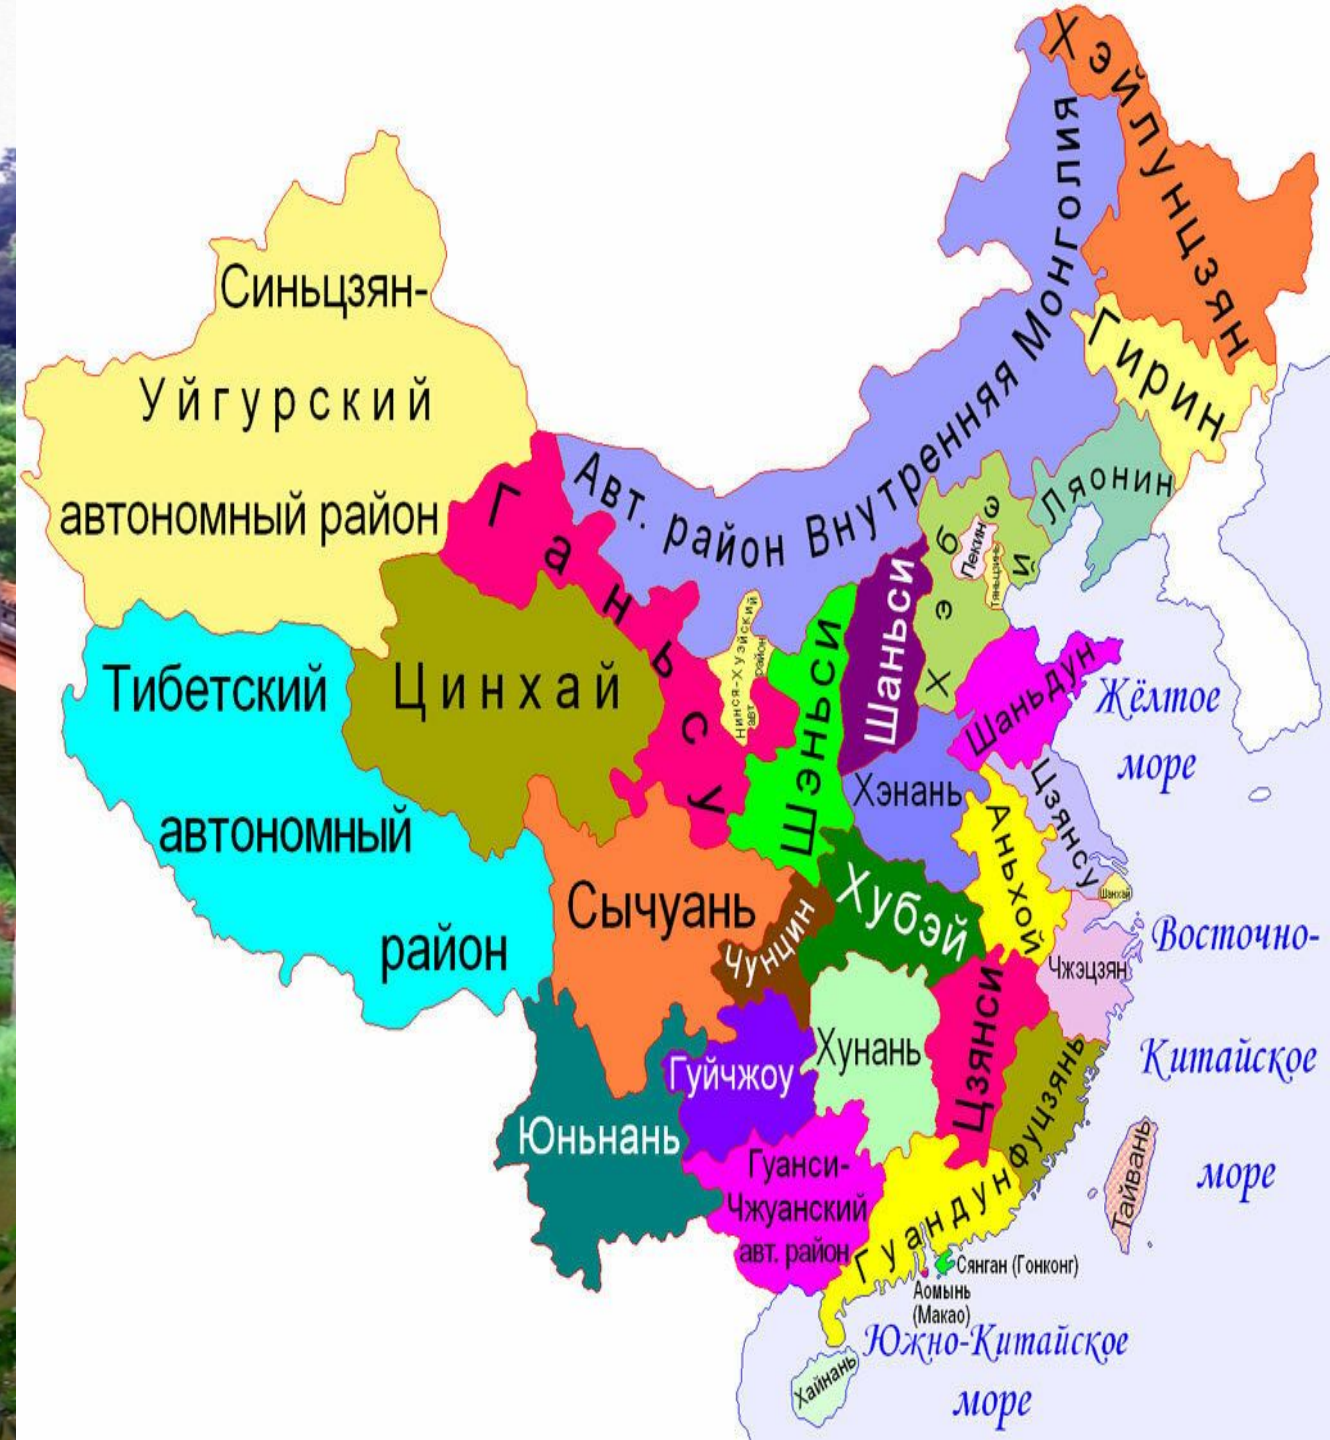 Хэйлунцзян
Синьцзян-
Уйгурский
автономный район
Гирин
Авт. район Внутренняя Монголия
Ляонин
Ганьсу
Хэбэй
Пекин
Тяньцзинь
Нинся-Хуэйский
авт район
Шэньси
Шаньси
Шаньдун
Жёлтое
море
Тибетский
автономный
район
Цинхай
Хэнань
Цзянсу
Аньхой
Шанхай
Сычуань
Чунцин
Хубэй
Чжэцзян
Восточно-
Китайское
море
Юньнань
Гуйчжоу
Хунань
Цзянси
Фуцзянь
Тайвань
Гуанси-
Чжуанский
авт. район
Гуандун
Сянган (Гонконг)
Аомынь
(Макао)
Южно-Китайское
море
Хайнань